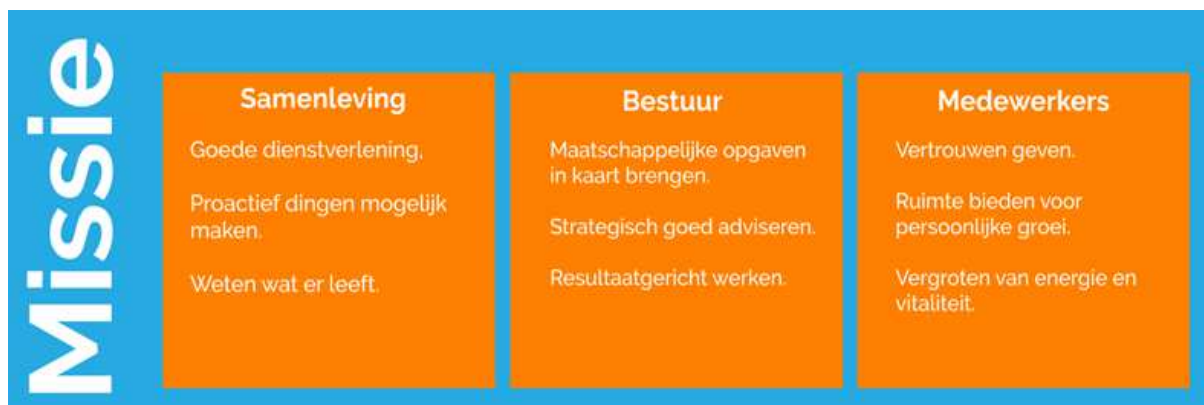 Missie
Samenleving
Goede dienstverlening,
Proactief dingen mogelijk
maken.
Weten wat er leeft.
Bestuur
Maatschappelijke opgaven
in kaart brengen.
Strategisch goed adviseren.
Resultaatgericht werken.
Medewerkers
Vertrouwen geven.
Ruimte bieden voor
persoonlijke groei.
Vergroten van energie en
vitaliteit.